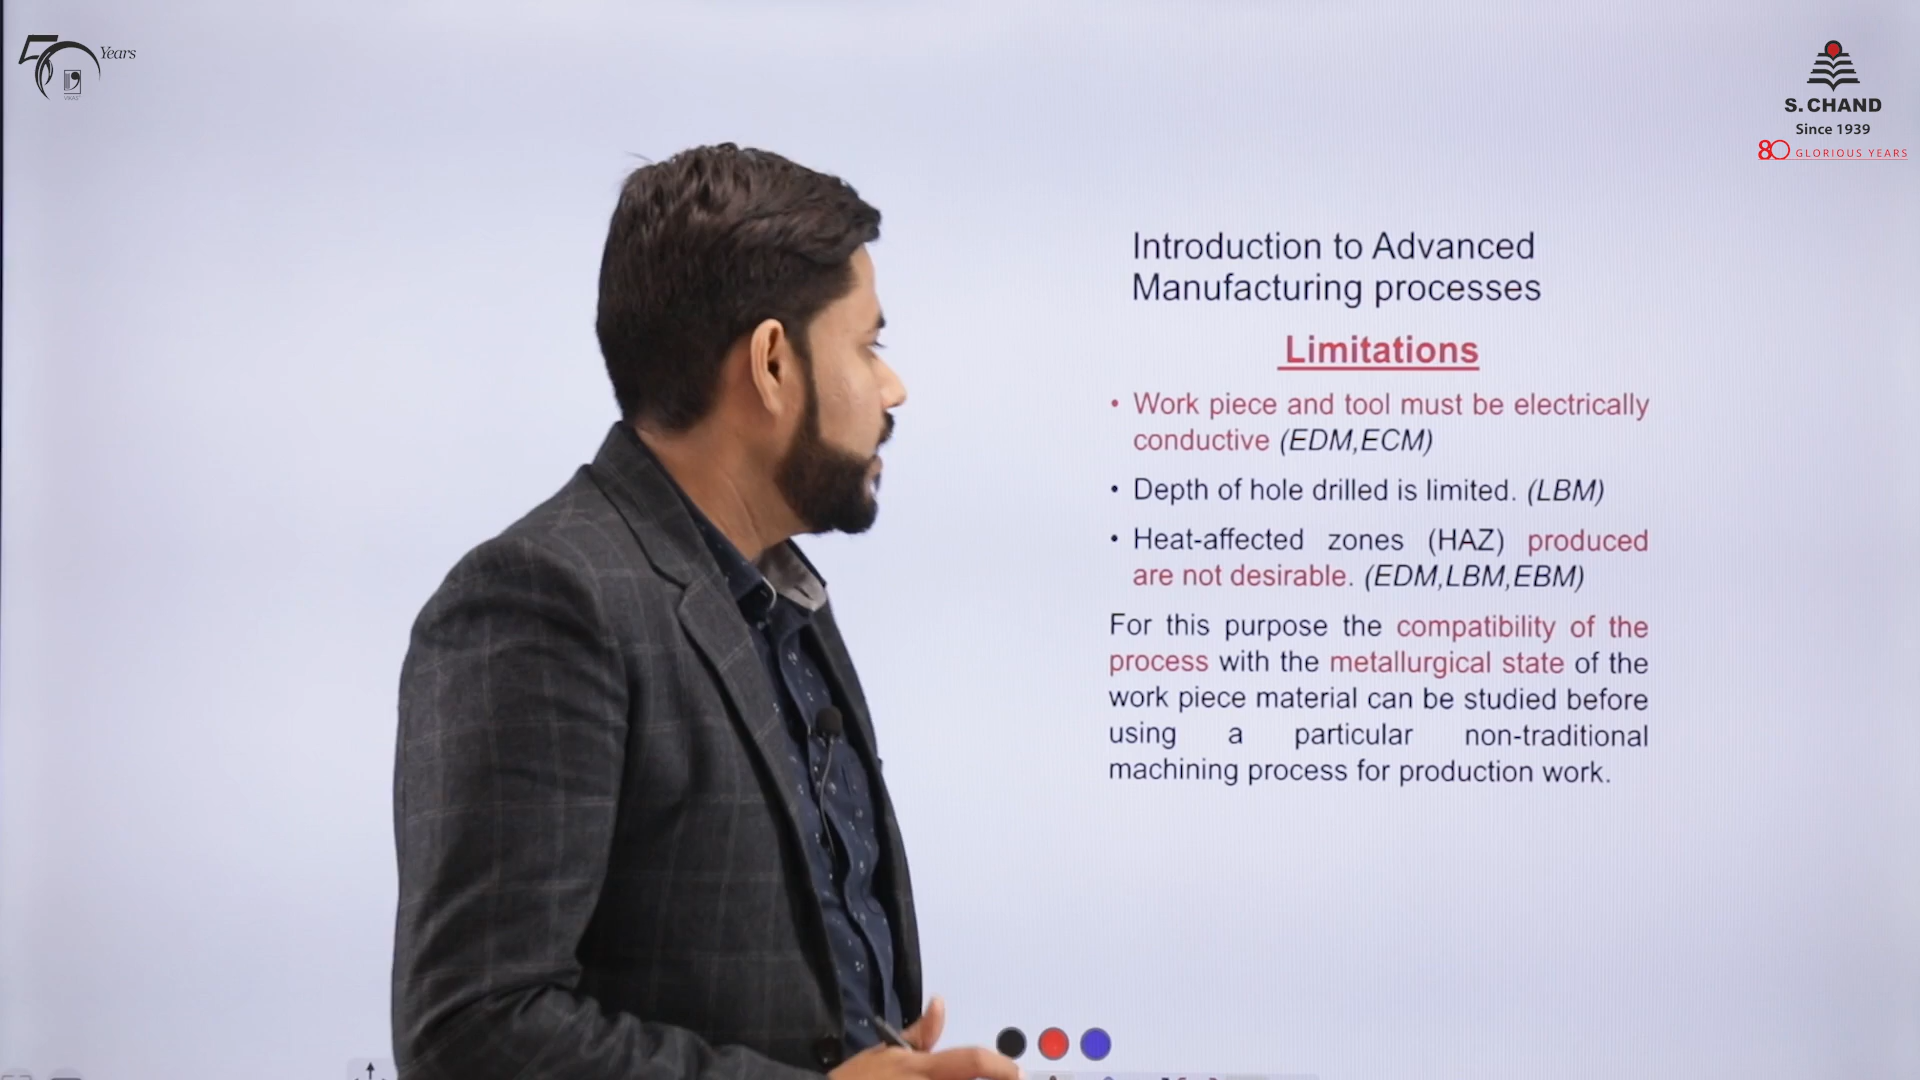 50 Years
S. CHAND
Since 1939
80 GLORIOUS YEARS
Introduction to Advanced
Manufacturing processes
Limitations
• Work piece and tool must be electrically
conductive (EDM,ECM)
• Depth of hole drilled is limited. (LBM)
• Heat-affected zones (HAZ) produced
are not desirable. (EDM,LBM,EBM)
For this purpose the compatibility of the
process with the metallurgical state of the
work piece material can be studied before
using a particular non-traditional
machining process for production work.